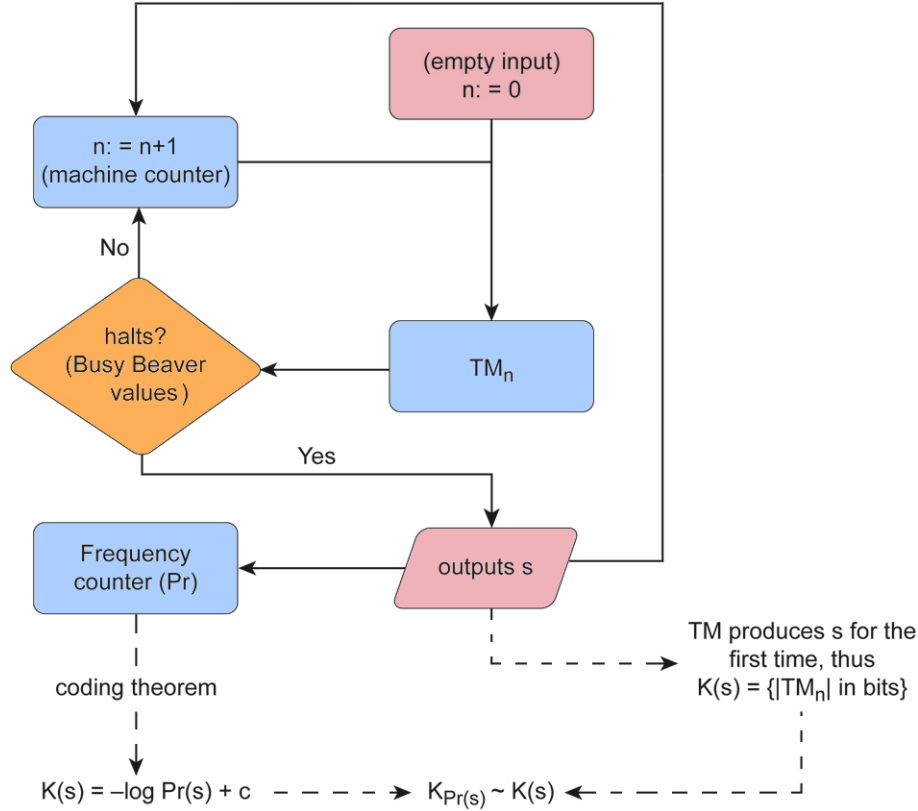 (empty input)
n: = 0
n: = n+1
(machine counter)
No
halts?
(Busy Beaver
values)
TMₙ
Yes
Frequency
counter (Pr)
outputs s
TM produces s for the
first time, thus
K(s) = {|TMₙ| in bits}
coding theorem
K(s) = –log Pr(s) + c
K_Pr(s) ~ K(s)